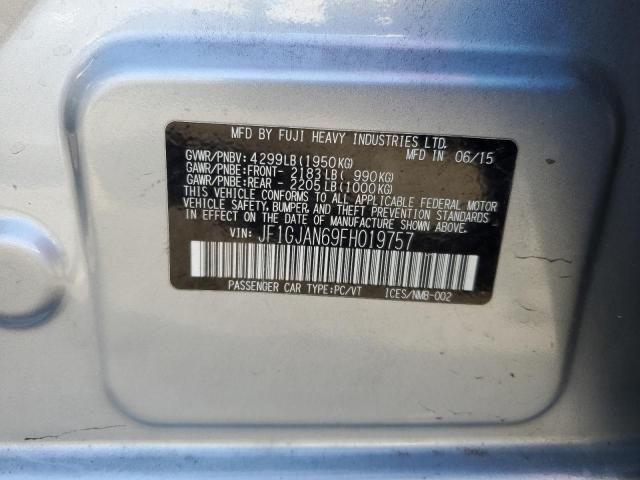 MFD BY FUJI HEAVY INDUSTRIES LTD.
MFD IN 06/15
GVWR/PNBV: 4299LB(1950KG)
GAWR/PNBE:FRONT- 2183LB( 990KG)
GAWR/PNBE:REAR - 2205LB(1000KG)
THIS VEHICLE CONFORMS TO ALL APPLICABLE FEDERAL MOTOR
VEHICLE SAFETY, BUMPER, AND THEFT PREVENTION STANDARDS
IN EFFECT ON THE DATE OF MANUFACTURE SHOWN ABOVE.
VIN: JF1GJAN69FH019757
PASSENGER CAR TYPE:PC/VT ICES/NMB-002